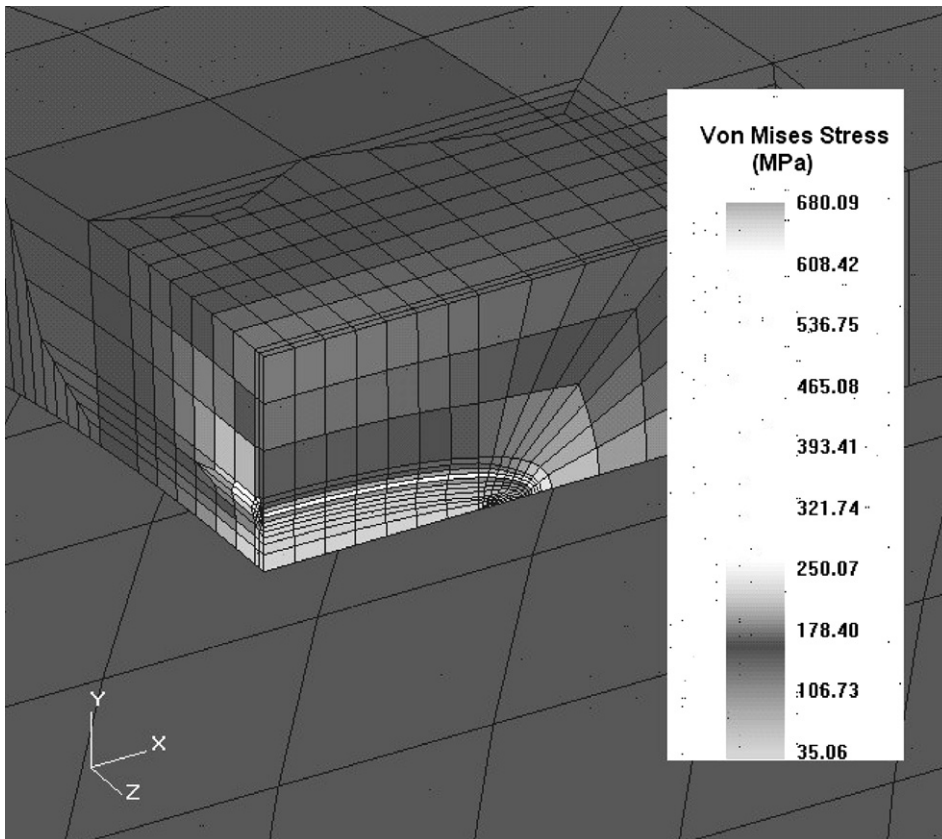 Von Mises Stress
(MPa)
680.09
608.42
536.75
465.08
393.41
321.74
250.07
178.40
106.73
35.06
Y
X
Z